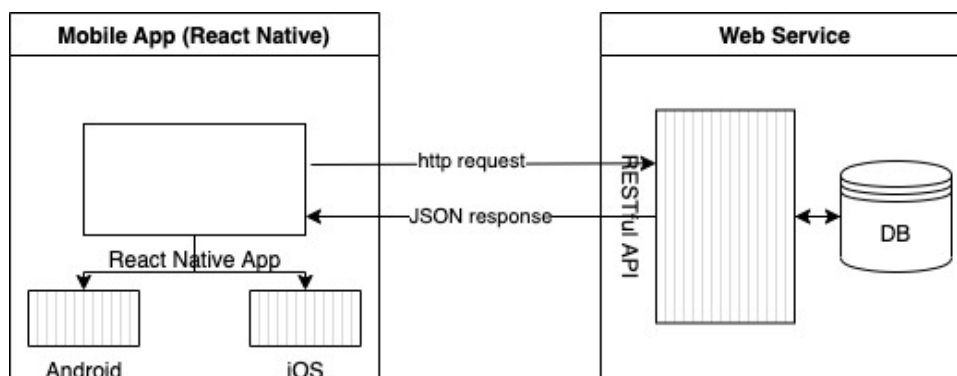 Mobile App (React Native)
Web Service
http request
JSON response
RESTful API
DB
React Native App
Android
iOS